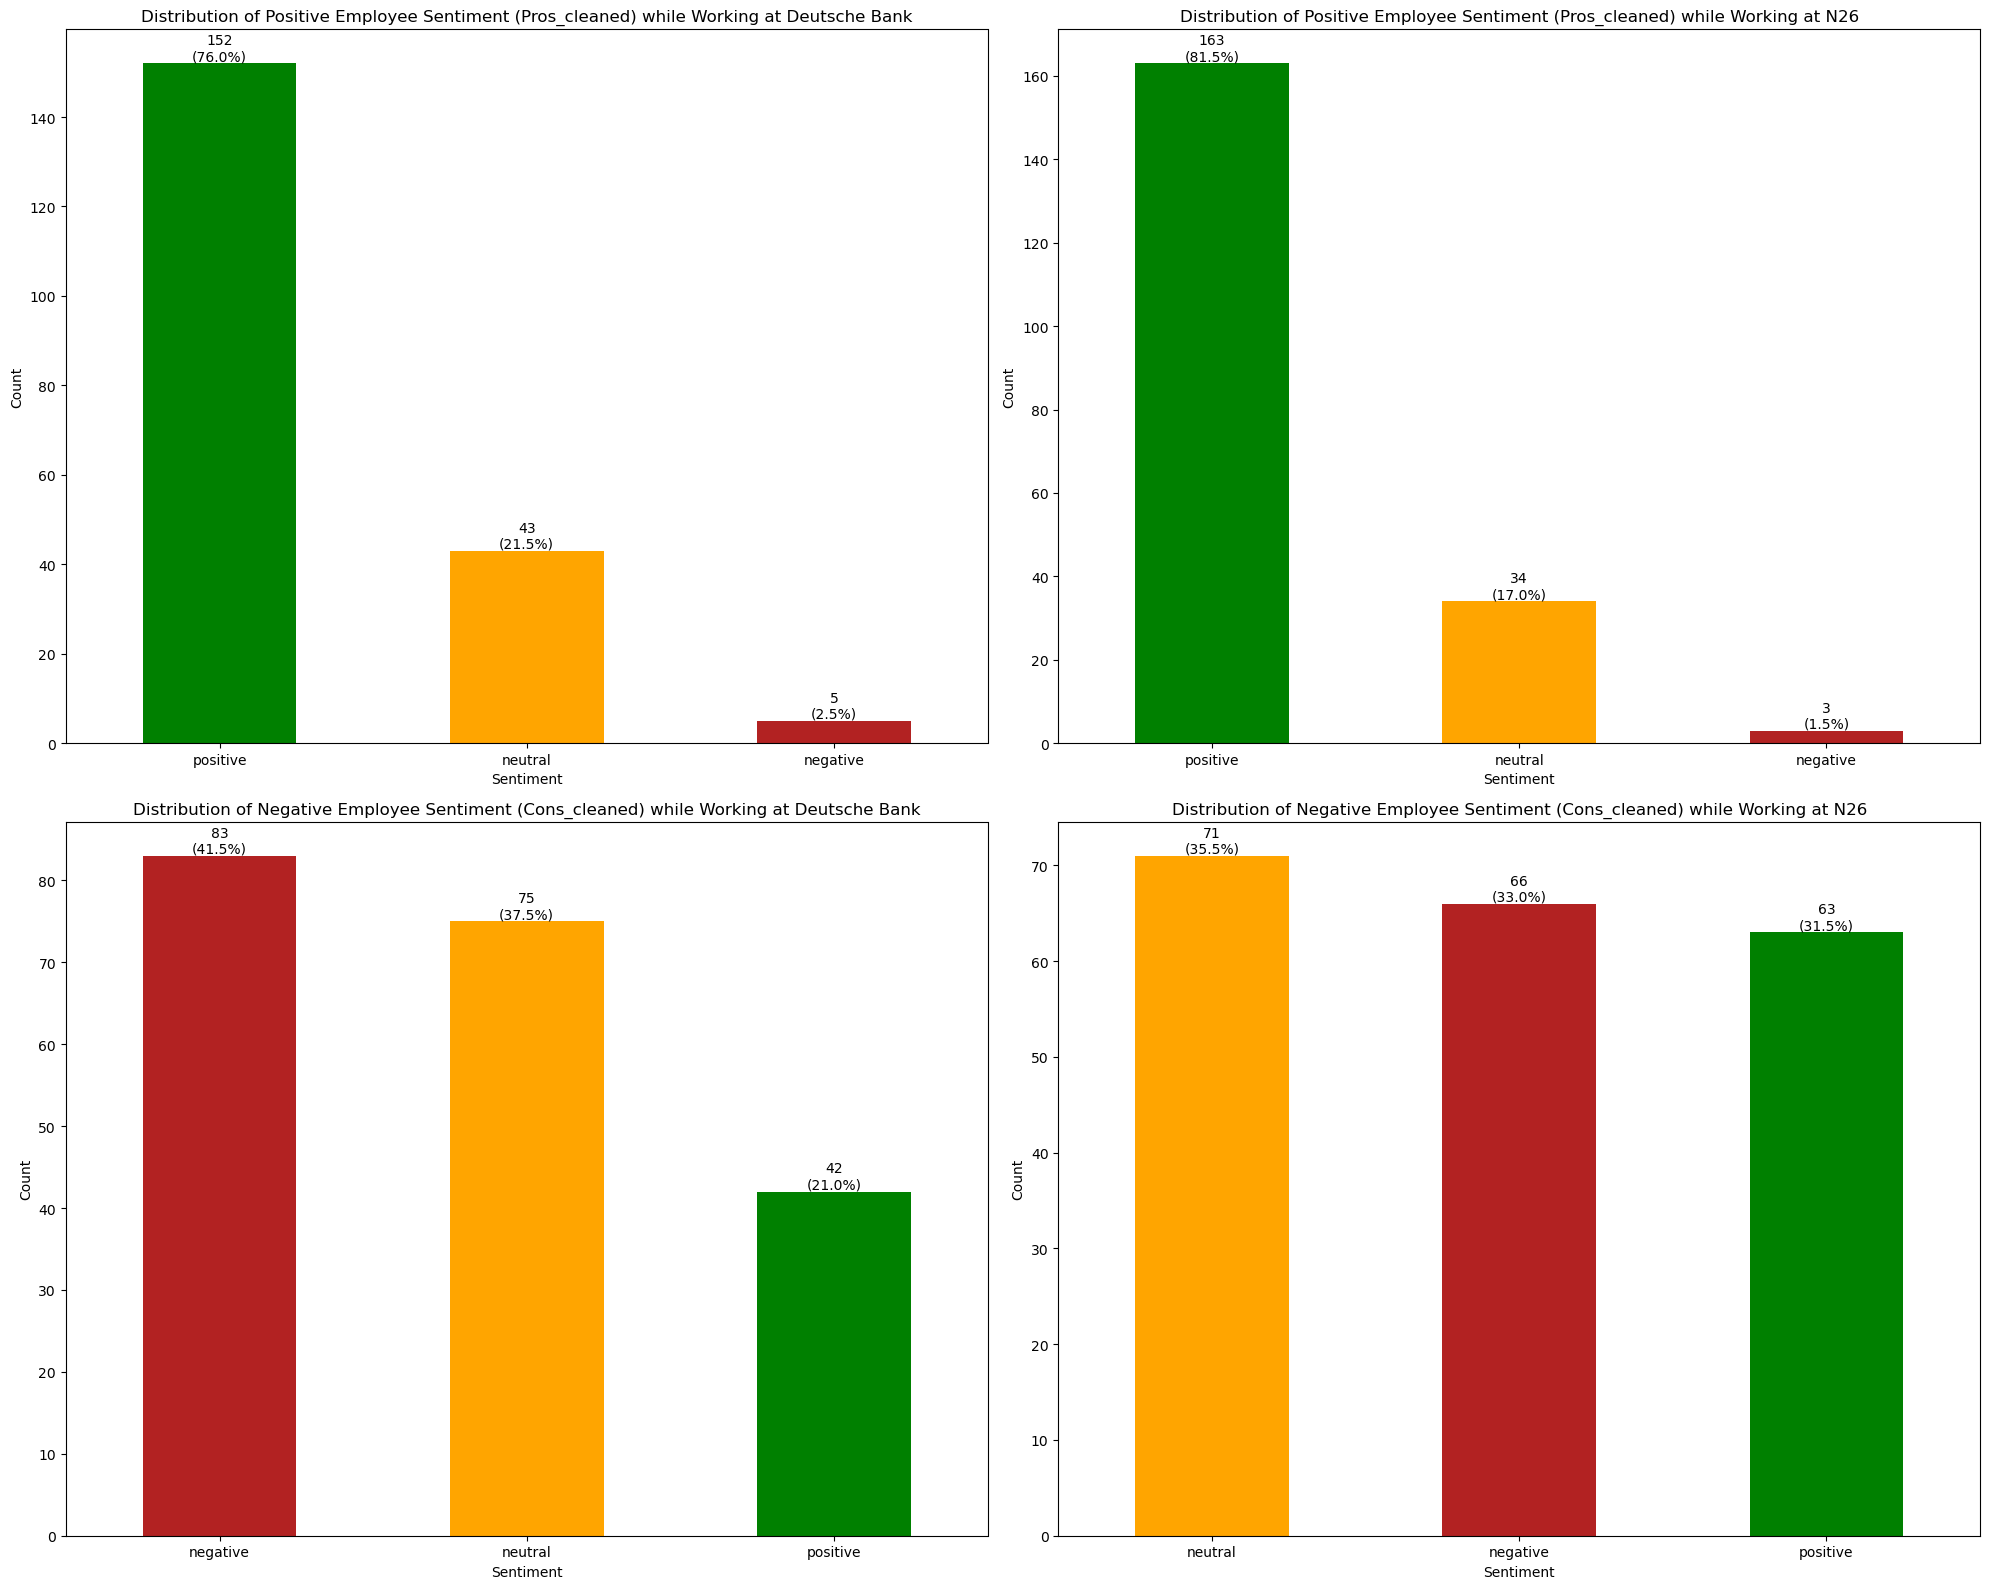 Distribution of Positive Employee Sentiment (Pros_cleaned) while Working at Deutsche Bank
152
(76.0%)
43
(21.5%)
5
(2.5%)
140
120
100
80
60
40
20
0
Count
positive
neutral
negative
Sentiment
Distribution of Positive Employee Sentiment (Pros_cleaned) while Working at N26
163
(81.5%)
34
(17.0%)
3
(1.5%)
160
140
120
100
80
60
40
20
0
Count
positive
neutral
negative
Sentiment
Distribution of Negative Employee Sentiment (Cons_cleaned) while Working at Deutsche Bank
83
(41.5%)
75
(37.5%)
42
(21.0%)
80
70
60
50
40
30
20
10
0
Count
negative
neutral
positive
Sentiment
Distribution of Negative Employee Sentiment (Cons_cleaned) while Working at N26
71
(35.5%)
66
(33.0%)
63
(31.5%)
70
60
50
40
30
20
10
0
Count
neutral
negative
positive
Sentiment